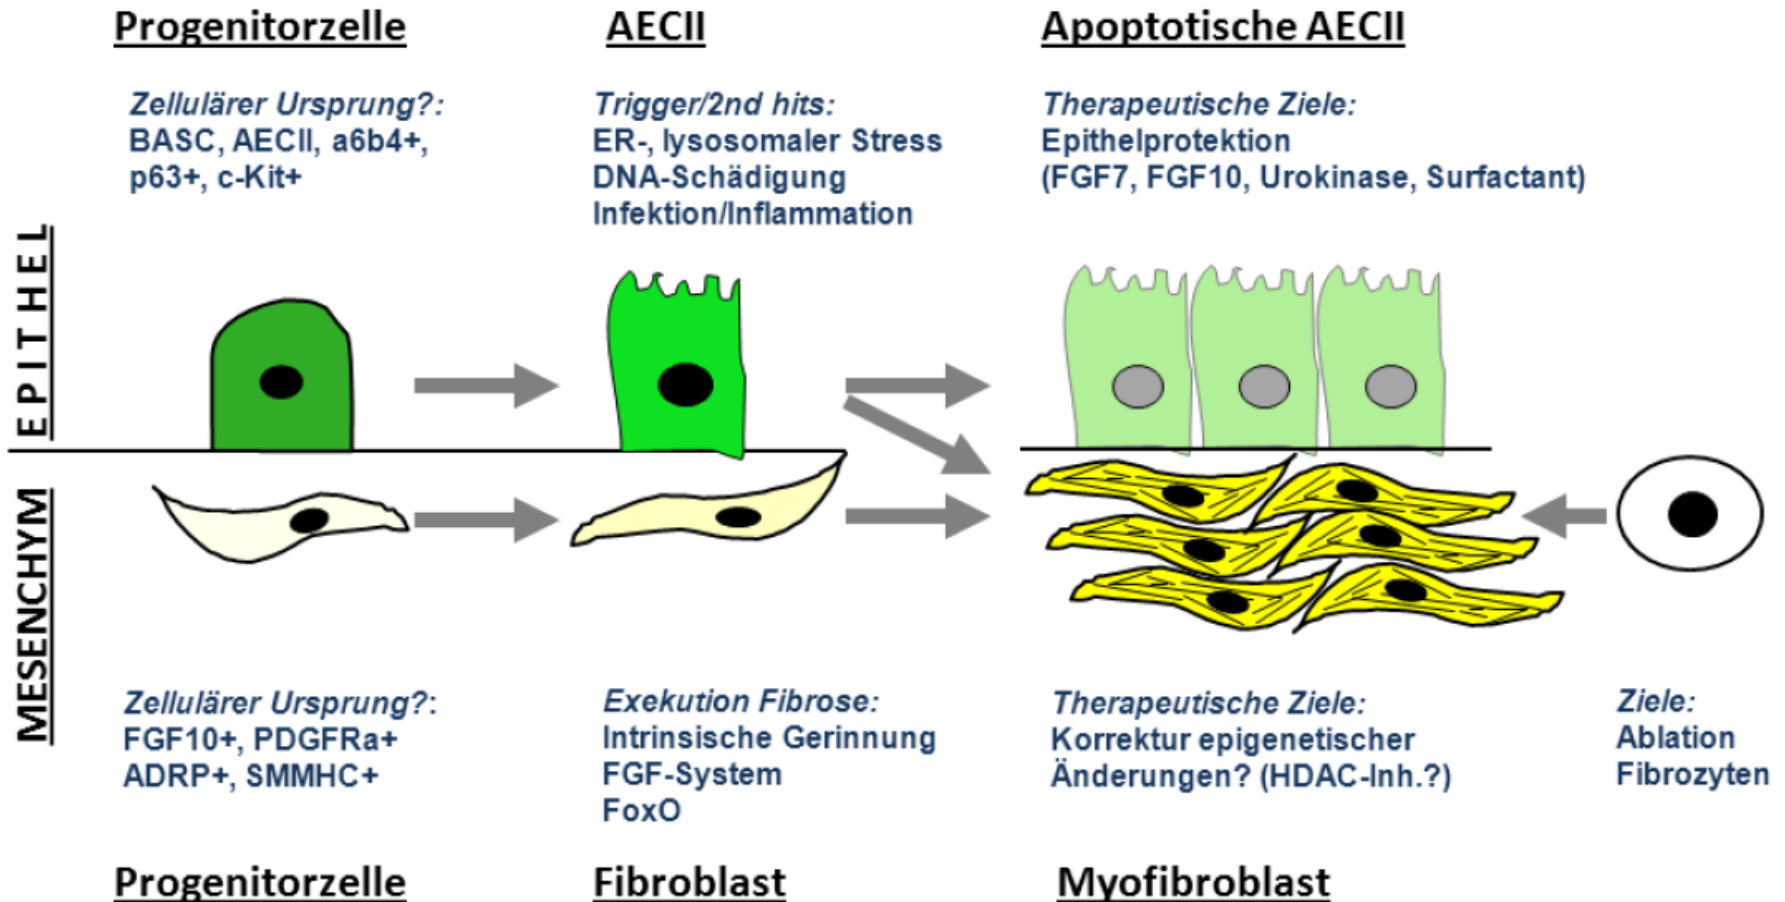 Progenitorzelle
AECII
Apoptotische AECII
Zellulärer Ursprung?:
BASC, AECII, a6b4+,
p63+, c-Kit+
Trigger/2nd hits:
ER-, lysosomaler Stress
DNA-Schädigung
Infektion/Inflammation
Therapeutische Ziele:
Epithelprotektion
(FGF7, FGF10, Urokinase, Surfactant)
EPITHEL
MESENCHYM
Zellulärer Ursprung?:
FGF10+, PDGFRa+
ADRP+, SMMHC+
Exekution Fibrose:
Intrinsische Gerinnung
FGF-System
FoxO
Therapeutische Ziele:
Korrektur epigenetischer
Änderungen? (HDAC-Inh.?)
Ziele:
Ablation
Fibrozyten
Progenitorzelle
Fibroblast
Myofibroblast